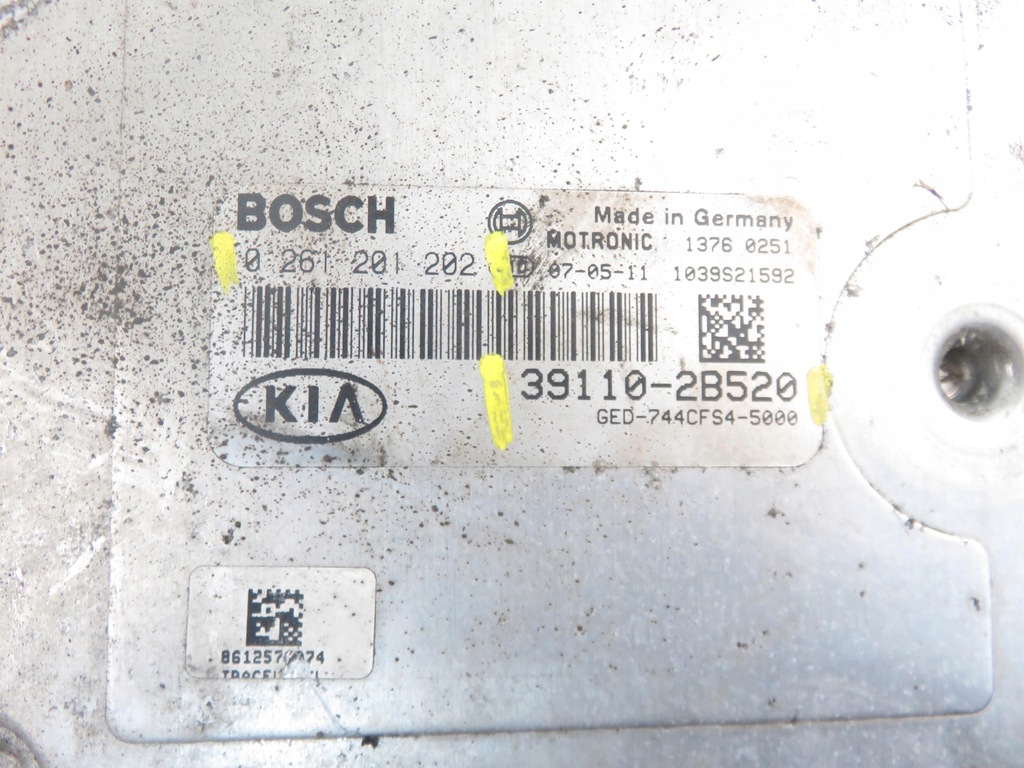 BOSCH
Made in Germany
MOTRONIC 1376 0251
0 261 201 202 07-05-11 1039S21592
KIA
39110-2B520
GED-744CFS4-5000